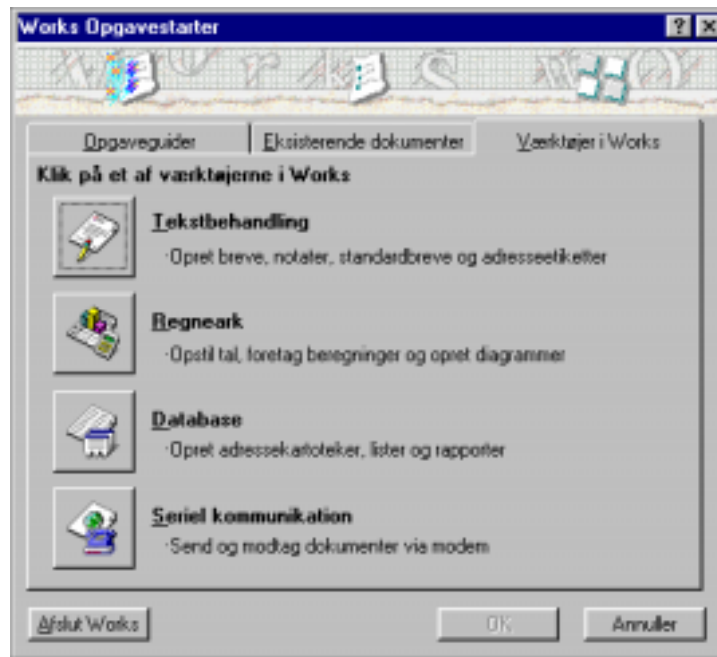 Works Opgavestarter
Works
Wo
Opgaveguider
Eksisterende dokumenter
Værktøjer i Works
Klik på et af værktøjerne i Works
Tekstbehandling
·Opret breve, notater, standardbreve og adresseetiketter
Regneark
·Opstil tal, foretag beregninger og opret diagrammer
Database
·Opret adressekartoteker, lister og rapporter
Seriel kommunikation
·Send og modtag dokumenter via modem
Afslut Works
OK
Annuller